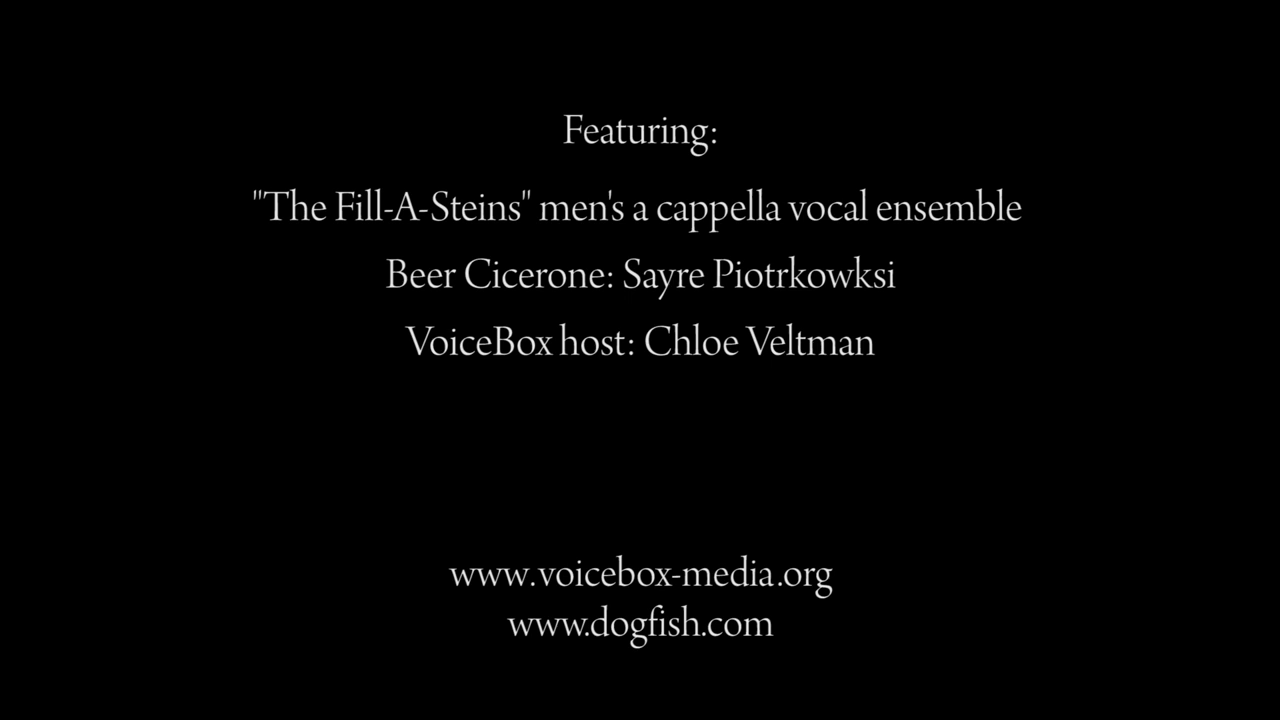 Featuring:
"The Fill-A-Steins" men's a cappella vocal ensemble
Beer Cicerone: Sayre Piotrkowksi
VoiceBox host: Chloe Veltman
www.voicebox-media.org
www.dogfish.com